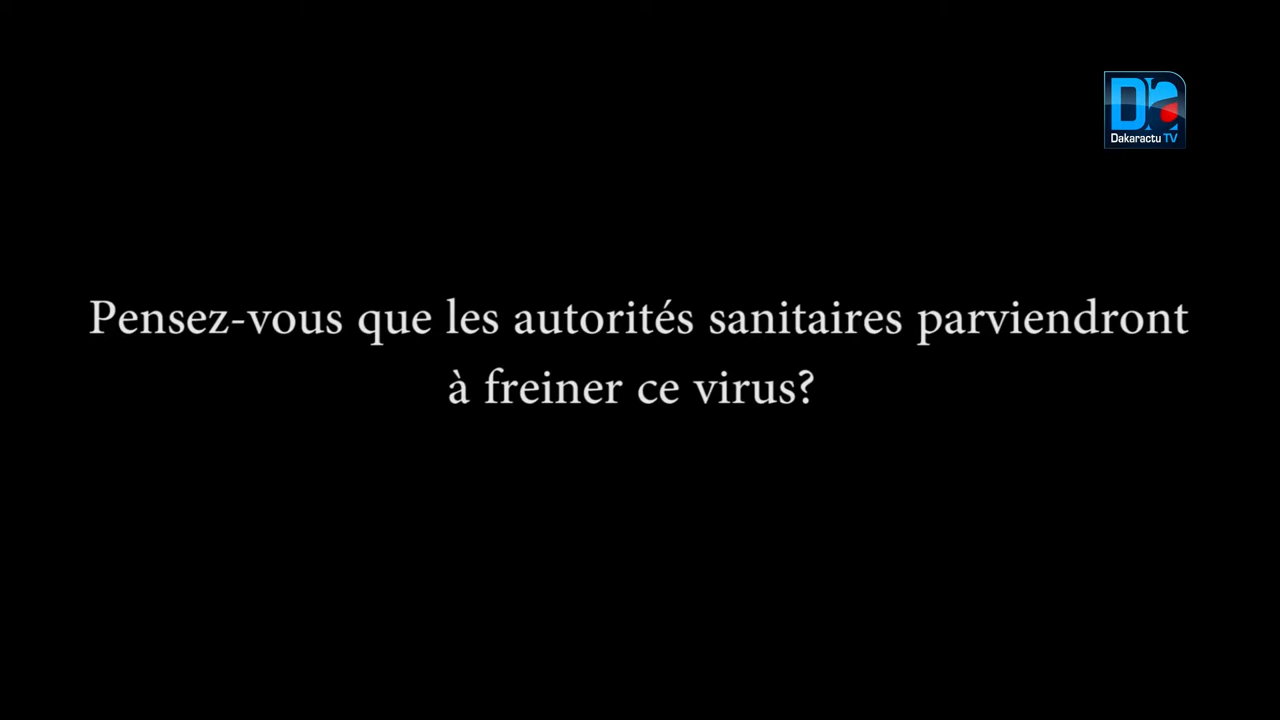 Dakaractu TV
Pensez-vous que les autorités sanitaires parviendront
à freiner ce virus?